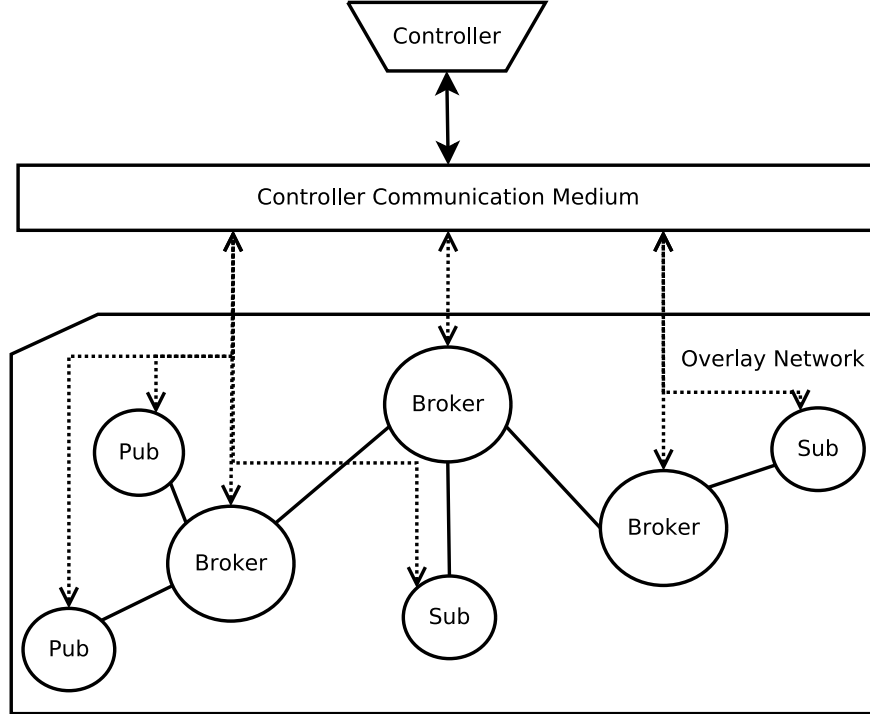 Controller
Controller Communication Medium
Overlay Network
Broker
Pub
Sub
Broker
Broker
Sub
Pub